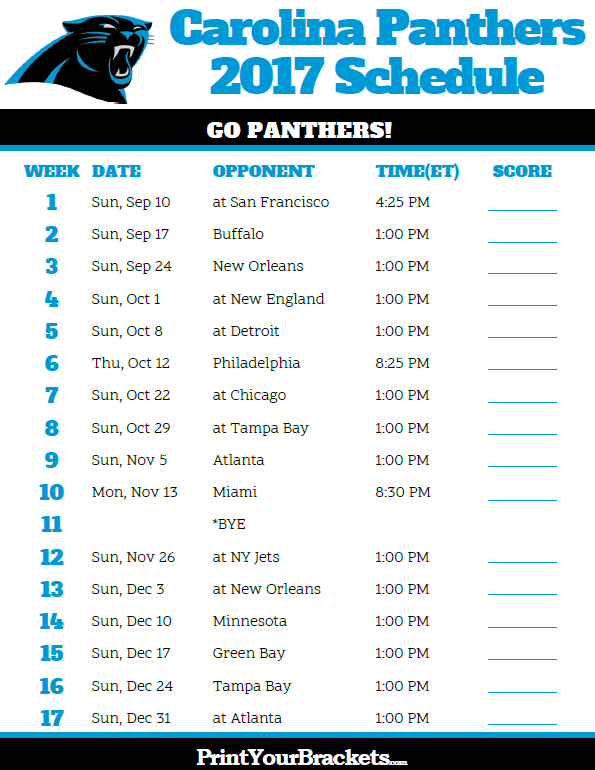 Carolina Panthers
2017 Schedule
GO PANTHERS!
WEEK DATE OPPONENT TIME(ET) SCORE
1 Sun, Sep 10 at San Francisco 4:25 PM
2 Sun, Sep 17 Buffalo 1:00 PM
3 Sun, Sep 24 New Orleans 1:00 PM
4 Sun, Oct 1 at New England 1:00 PM
5 Sun, Oct 8 at Detroit 1:00 PM
6 Thu, Oct 12 Philadelphia 8:25 PM
7 Sun, Oct 22 at Chicago 1:00 PM
8 Sun, Oct 29 at Tampa Bay 1:00 PM
9 Sun, Nov 5 Atlanta 1:00 PM
10 Mon, Nov 13 Miami 8:30 PM
11 *BYE
12 Sun, Nov 26 at NY Jets 1:00 PM
13 Sun, Dec 3 at New Orleans 1:00 PM
14 Sun, Dec 10 Minnesota 1:00 PM
15 Sun, Dec 17 Green Bay 1:00 PM
16 Sun, Dec 24 Tampa Bay 1:00 PM
17 Sun, Dec 31 at Atlanta 1:00 PM
PrintYourBrackets.com